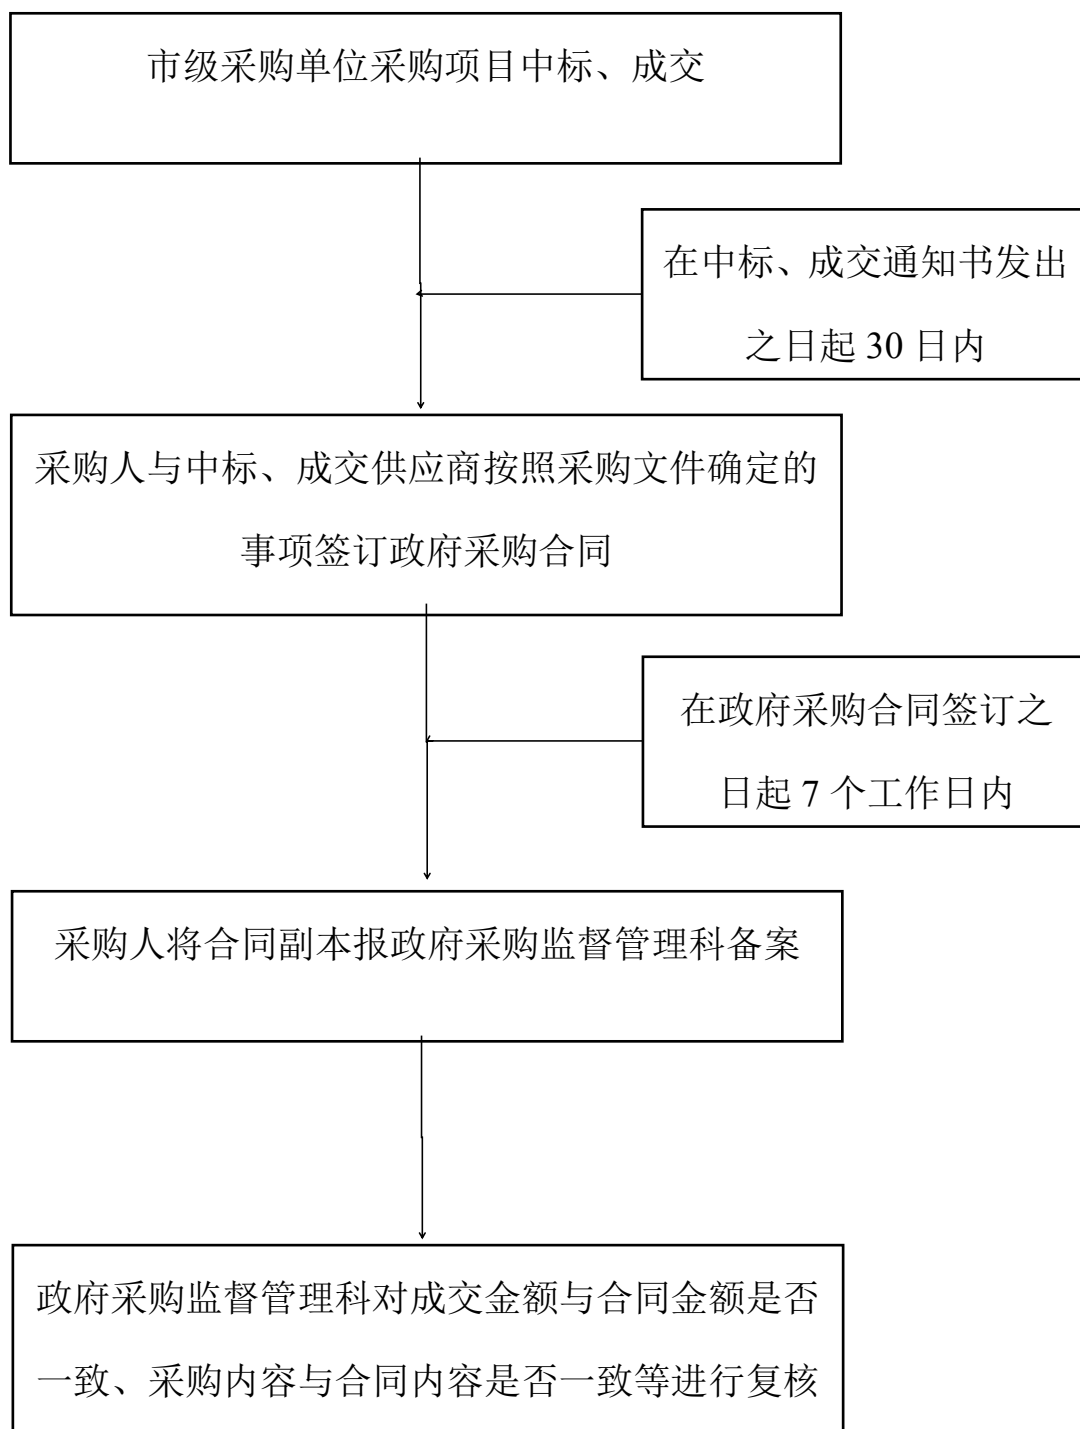 市级采购单位采购项目中标、成交
在中标、成交通知书发出
之日起 30 日内
采购人与中标、成交供应商按照采购文件确定的
事项签订政府采购合同
在政府采购合同签订之
日起 7 个工作日内
采购人将合同副本报政府采购监督管理科备案
政府采购监督管理科对成交金额与合同金额是否
一致、采购内容与合同内容是否一致等进行复核